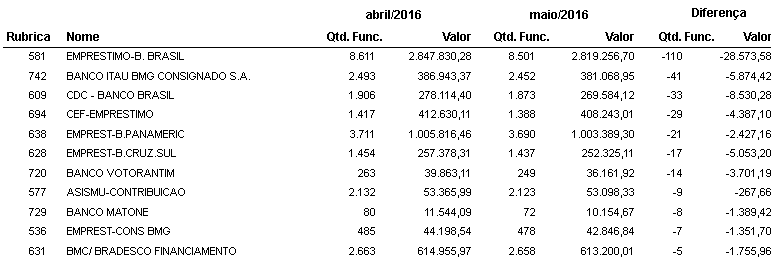 abril/2016 maio/2016 Diferença
Rubrica Nome Qtd. Func. Valor Qtd. Func. Valor Qtd. Func. Valor
581 EMPRESTIMO-B. BRASIL 8.611 2.847.830,28 8.501 2.819.256,70 -110 -28.573,58
742 BANCO ITAU BMG CONSIGNADO S.A. 2.493 386.943,37 2.452 381.068,95 -41 -5.874,42
609 CDC - BANCO BRASIL 1.906 278.114,40 1.873 269.584,12 -33 -8.530,28
694 CEF-EMPRESTIMO 1.417 412.630,11 1.388 408.243,01 -29 -4.387,10
638 EMPREST-B.PANAMERIC 3.711 1.005.816,46 3.690 1.003.389,30 -21 -2.427,16
628 EMPREST-B.CRUZ.SUL 1.454 257.378,31 1.437 252.325,11 -17 -5.053,20
720 BANCO VOTORANTIM 263 39.863,11 249 36.161,92 -14 -3.701,19
577 ASISMU-CONTRIBUICAO 2.132 53.365,99 2.123 53.098,33 -9 -267,66
729 BANCO MATONE 80 11.544,09 72 10.154,67 -8 -1.389,42
536 EMPREST-CONS BMG 485 44.198,54 478 42.846,84 -7 -1.351,70
631 BMC/ BRADESCO FINANCIAMENTO 2.663 614.955,97 2.658 613.200,01 -5 -1.755,96